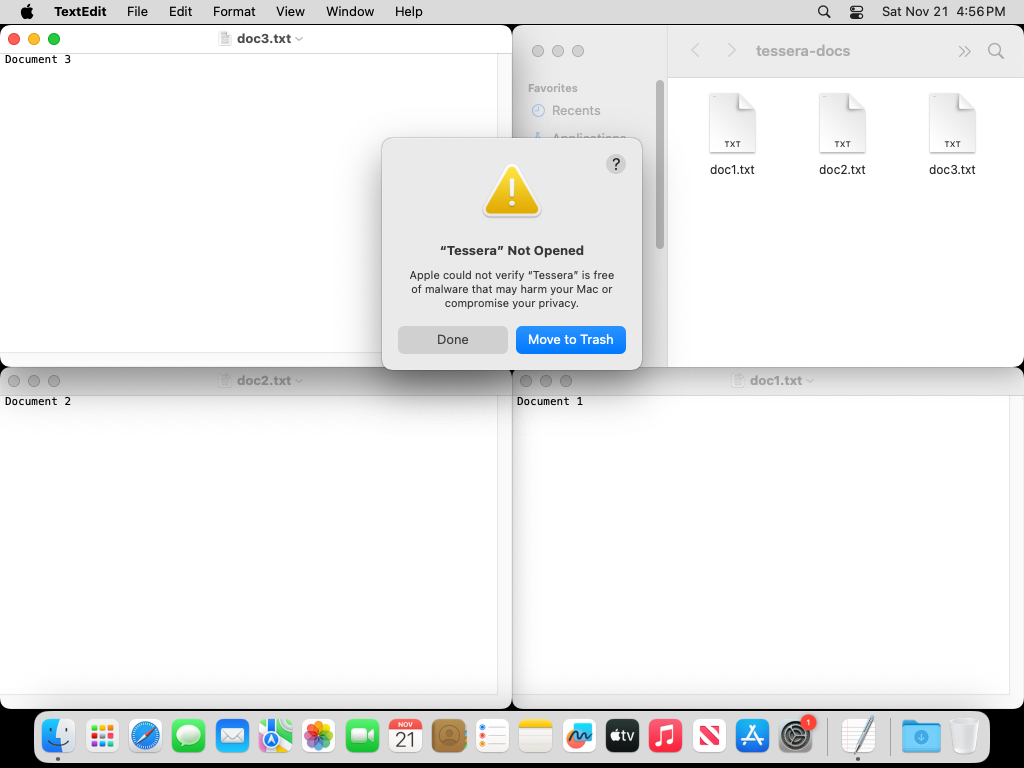 TextEdit File Edit Format View Window Help Sat Nov 21 4:56 PM
doc3.txt
Document 3
tessera-docs
Favorites
Recents
Applications
TXT TXT TXT
doc1.txt doc2.txt doc3.txt
?
“Tessera” Not Opened
Apple could not verify “Tessera” is free
of malware that may harm your Mac or
compromise your privacy.
Done Move to Trash
doc2.txt
Document 2
doc1.txt
Document 1
NOV
21
tv
1